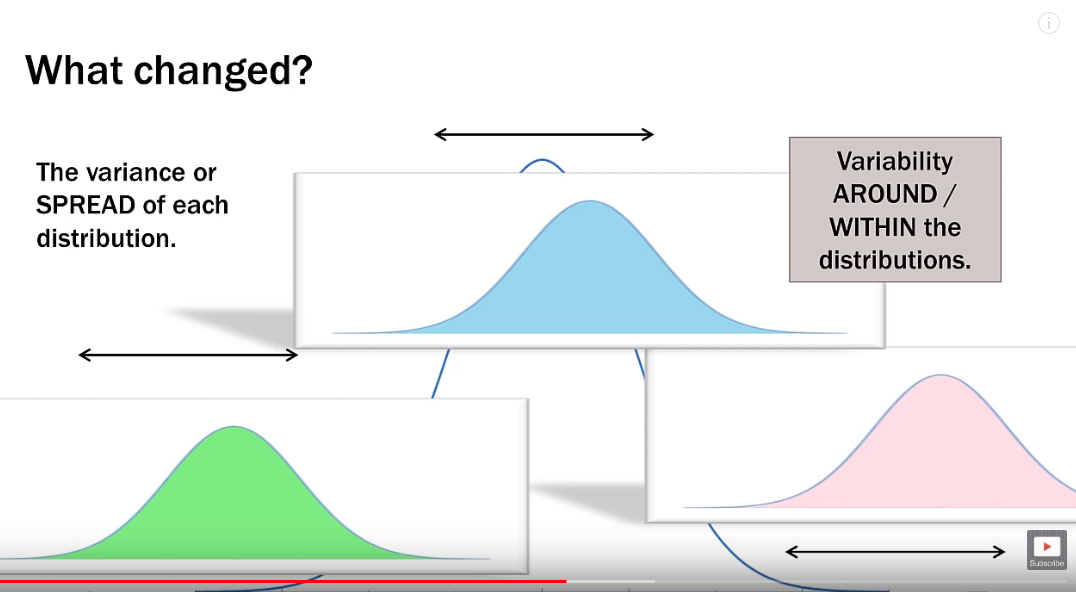 What changed?
The variance or
SPREAD of each
distribution.
Variability
AROUND /
WITHIN the
distributions.
Subscribe